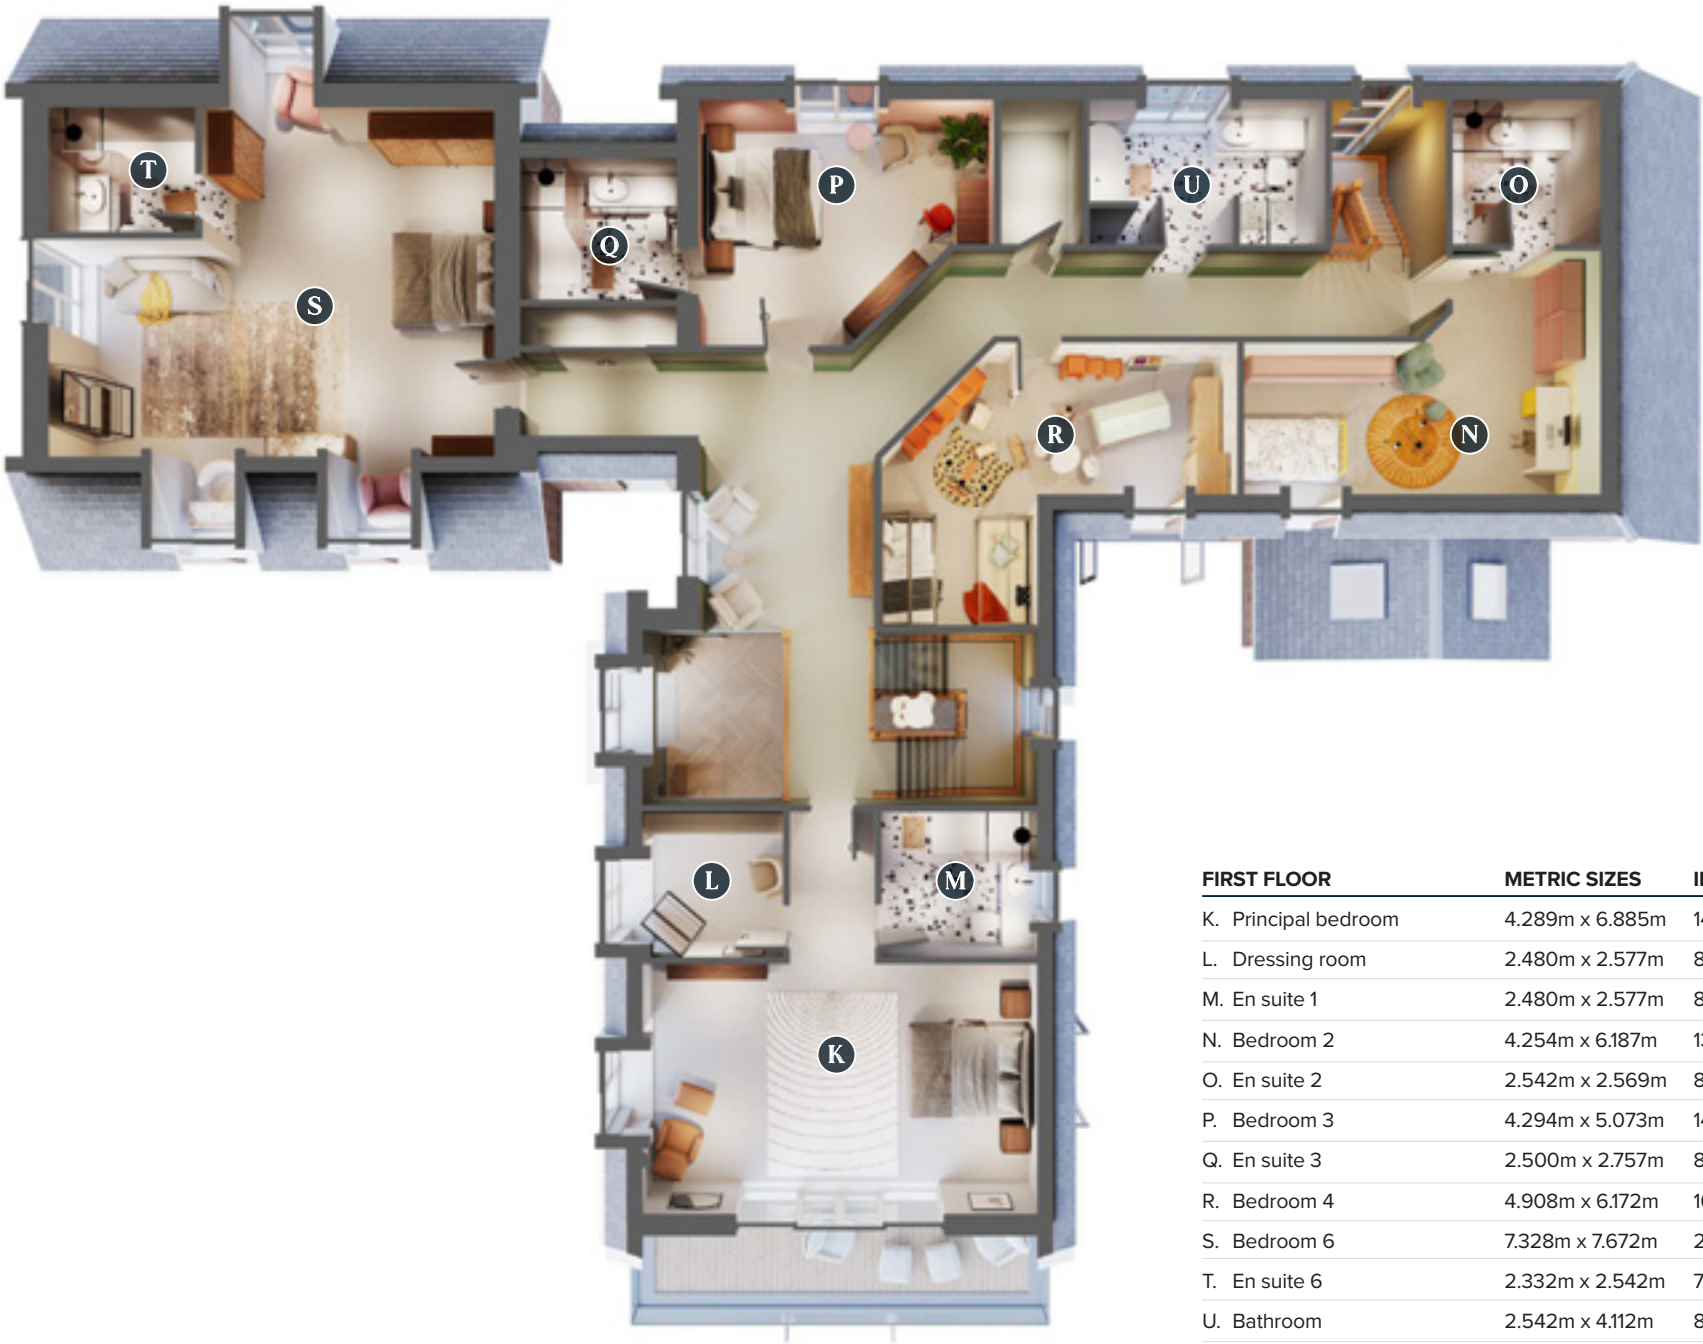 T
P
U
O
Q
S
R
N
L
M
K
FIRST FLOOR METRIC SIZES
K. Principal bedroom 4.289m x 6.885m
L. Dressing room 2.480m x 2.577m
M. En suite 1 2.480m x 2.577m
N. Bedroom 2 4.254m x 6.187m
O. En suite 2 2.542m x 2.569m
P. Bedroom 3 4.294m x 5.073m
Q. En suite 3 2.500m x 2.757m
R. Bedroom 4 4.908m x 6.172m
S. Bedroom 6 7.328m x 7.672m
T. En suite 6 2.332m x 2.542m
U. Bathroom 2.542m x 4.112m